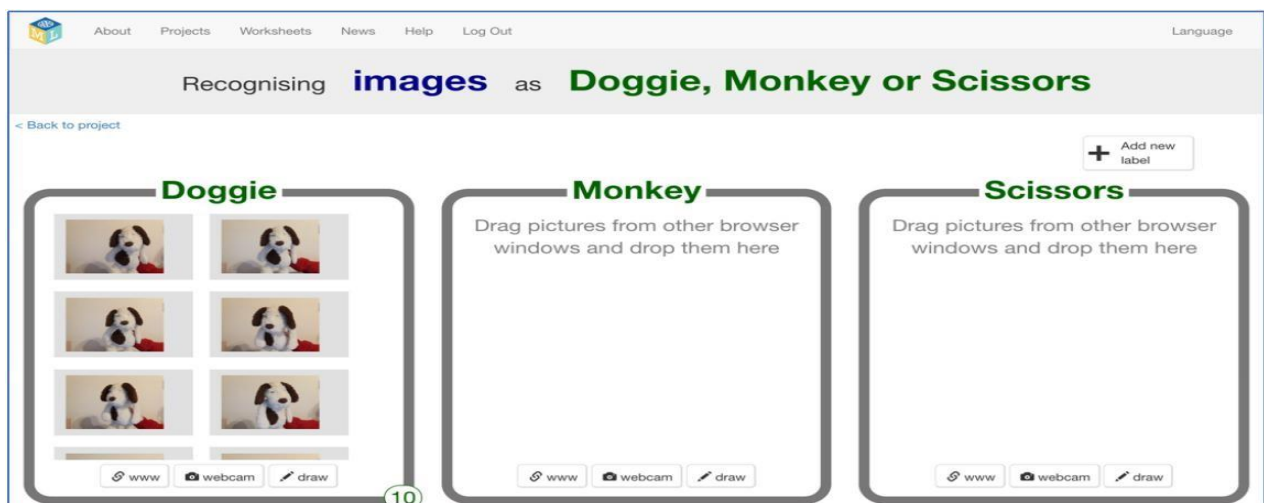 ML
About Projects Worksheets News Help Log Out Language
Recognising images as Doggie, Monkey or Scissors
< Back to project
+ Add new
label
Doggie
www webcam draw
10
Monkey
Drag pictures from other browser
windows and drop them here
www webcam draw
Scissors
Drag pictures from other browser
windows and drop them here
www webcam draw